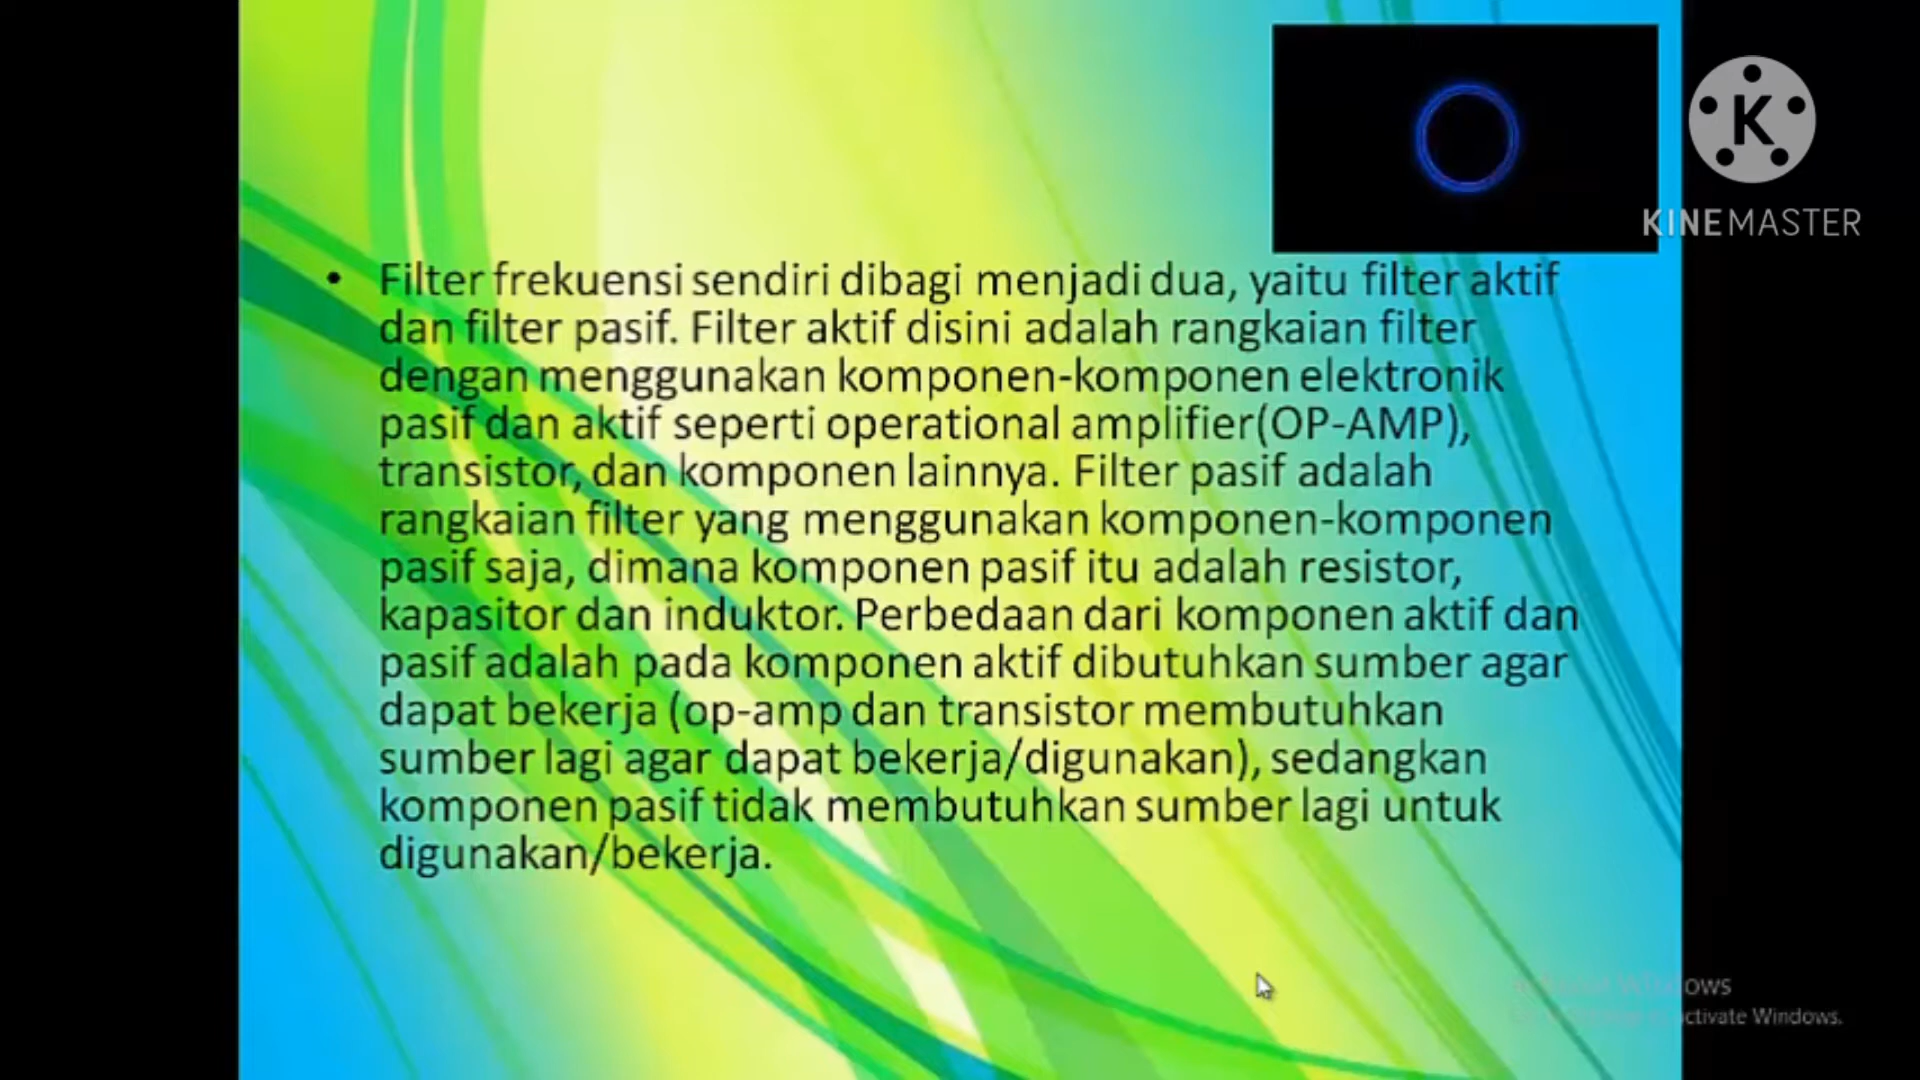 K
KINEMASTER
• Filter frekuensi sendiri dibagi menjadi dua, yaitu filter aktif
dan filter pasif. Filter aktif disini adalah rangkaian filter
dengan menggunakan komponen-komponen elektronik
pasif dan aktif seperti operational amplifier(OP-AMP),
transistor, dan komponen lainnya. Filter pasif adalah
rangkaian filter yang menggunakan komponen-komponen
pasif saja, dimana komponen pasif itu adalah resistor,
kapasitor dan induktor. Perbedaan dari komponen aktif dan
pasif adalah pada komponen aktif dibutuhkan sumber agar
dapat bekerja (op-amp dan transistor membutuhkan
sumber lagi agar dapat bekerja/digunakan), sedangkan
komponen pasif tidak membutuhkan sumber lagi untuk
digunakan/bekerja.
Windows
activate Windows.